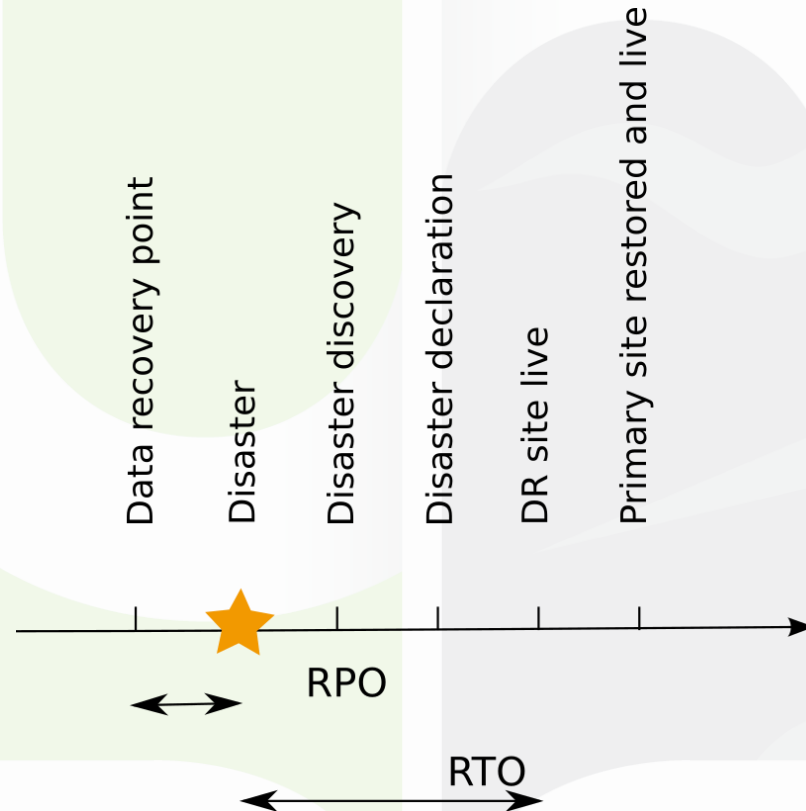 Data recovery point
Disaster
Disaster discovery
Disaster declaration
DR site live
Primary site restored and live
RPO
RTO